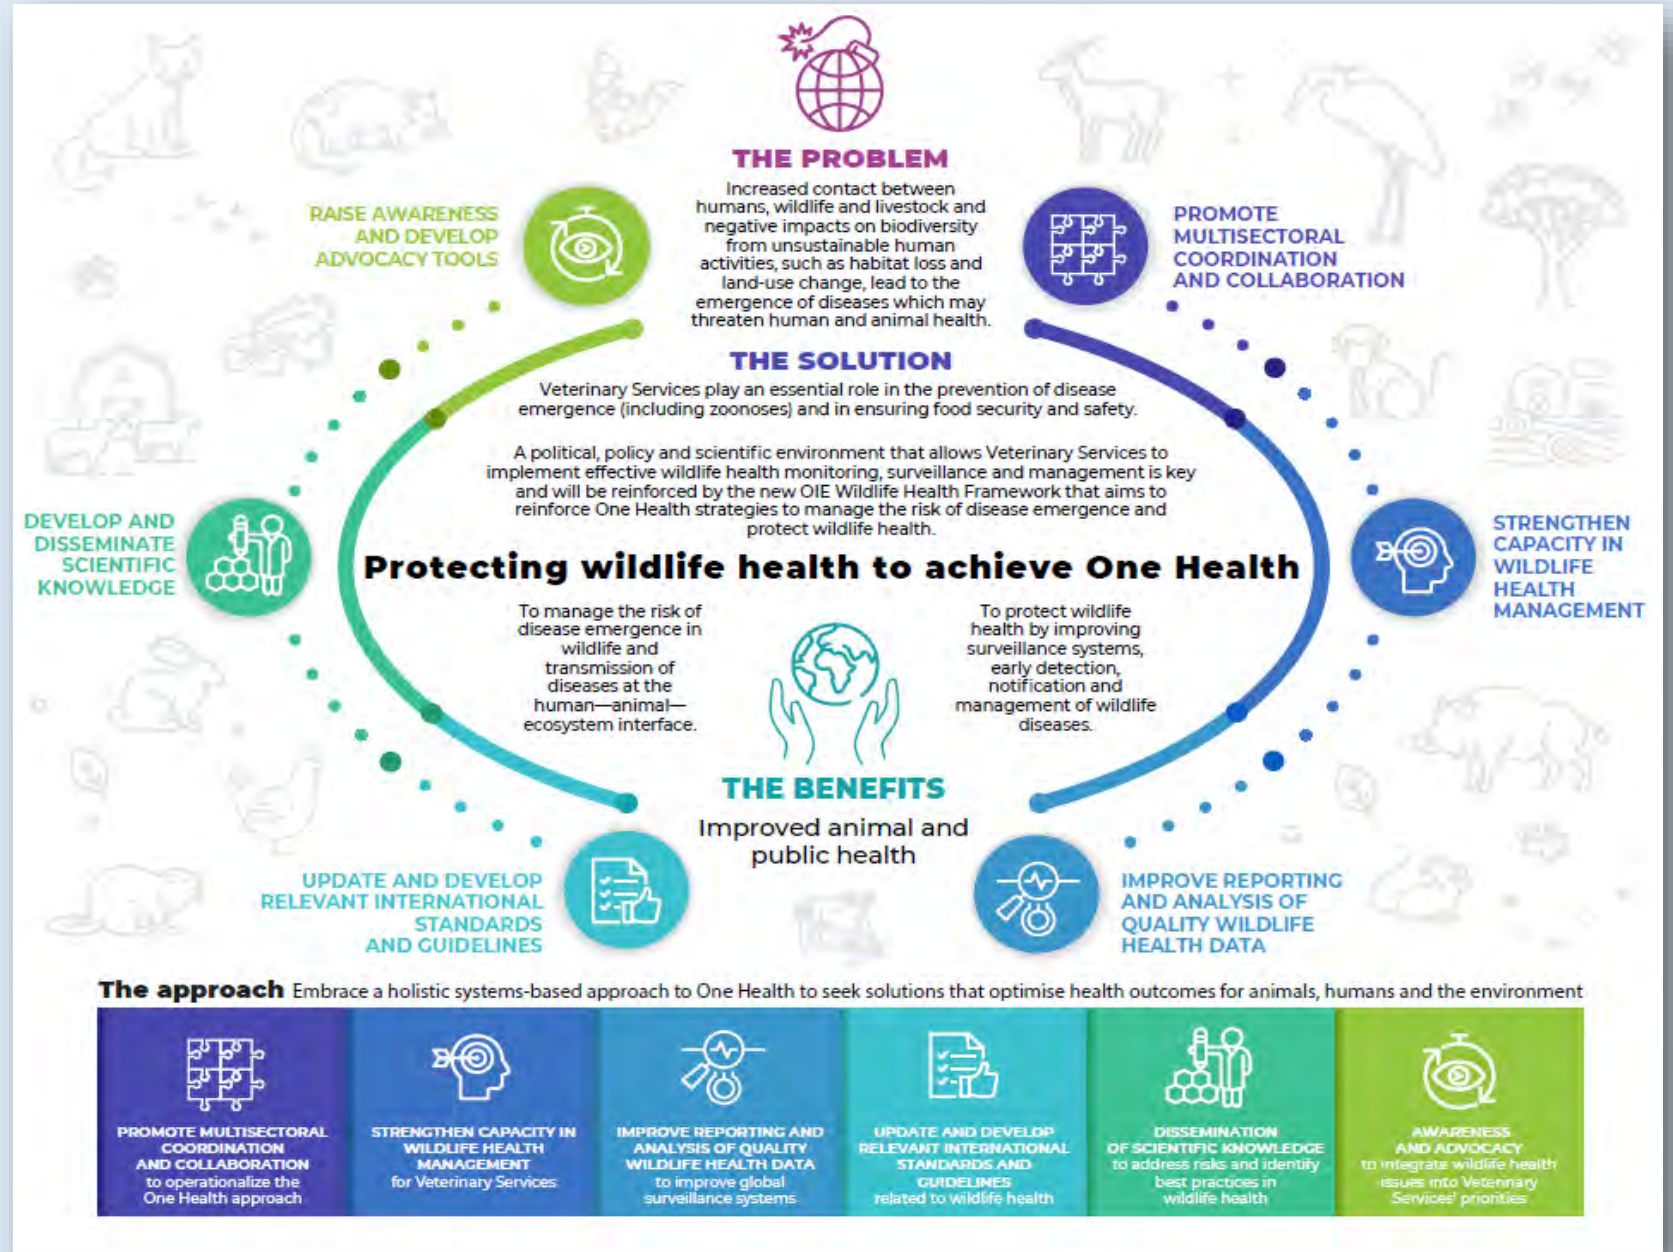 THE PROBLEM
Increased contact between
humans, wildlife and livestock and
negative impacts on biodiversity
from unsustainable human
activities, such as habitat loss and
land-use change, lead to the
emergence of diseases which may
threaten human and animal health.
RAISE AWARENESS
AND DEVELOP
ADVOCACY TOOLS
PROMOTE
MULTISECTORAL
COORDINATION
AND COLLABORATION
THE SOLUTION
Veterinary Services play an essential role in the prevention of disease
emergence (including zoonoses) and in ensuring food security and safety.
A political, policy and scientific environment that allows Veterinary Services to
implement effective wildlife health monitoring, surveillance and management is key
and will be reinforced by the new OIE Wildlife Health Framework that aims to
reinforce One Health strategies to manage the risk of disease emergence and
protect wildlife health.
DEVELOP AND
DISSEMINATE
SCIENTIFIC
KNOWLEDGE
STRENGTHEN
CAPACITY IN
WILDLIFE
HEALTH
MANAGEMENT
Protecting wildlife health to achieve One Health
To manage the risk of
disease emergence in
wildlife and
transmission of
diseases at the
human—animal—
ecosystem interface.
To protect wildlife
health by improving
surveillance systems,
early detection,
notification and
management of wildlife
diseases.
THE BENEFITS
Improved animal and
public health
UPDATE AND DEVELOP
RELEVANT INTERNATIONAL
STANDARDS
AND GUIDELINES
IMPROVE REPORTING
AND ANALYSIS OF
QUALITY WILDLIFE
HEALTH DATA
The approach Embrace a holistic systems-based approach to One Health to seek solutions that optimise health outcomes for animals, humans and the environment
PROMOTE MULTISECTORAL
COORDINATION
AND COLLABORATION
to operationalize the
One Health approach
STRENGTHEN CAPACITY IN
WILDLIFE HEALTH
MANAGEMENT
for Veterinary Services
IMPROVE REPORTING AND
ANALYSIS OF QUALITY
WILDLIFE HEALTH DATA
to improve global
surveillance systems
UPDATE AND DEVELOP
RELEVANT INTERNATIONAL
STANDARDS AND
GUIDELINES
related to wildlife health
DISSEMINATION
OF SCIENTIFIC KNOWLEDGE
to address risks and identify
best practices in
wildlife health
AWARENESS
AND ADVOCACY
to integrate wildlife health
issues into Veterinary
Services' priorities